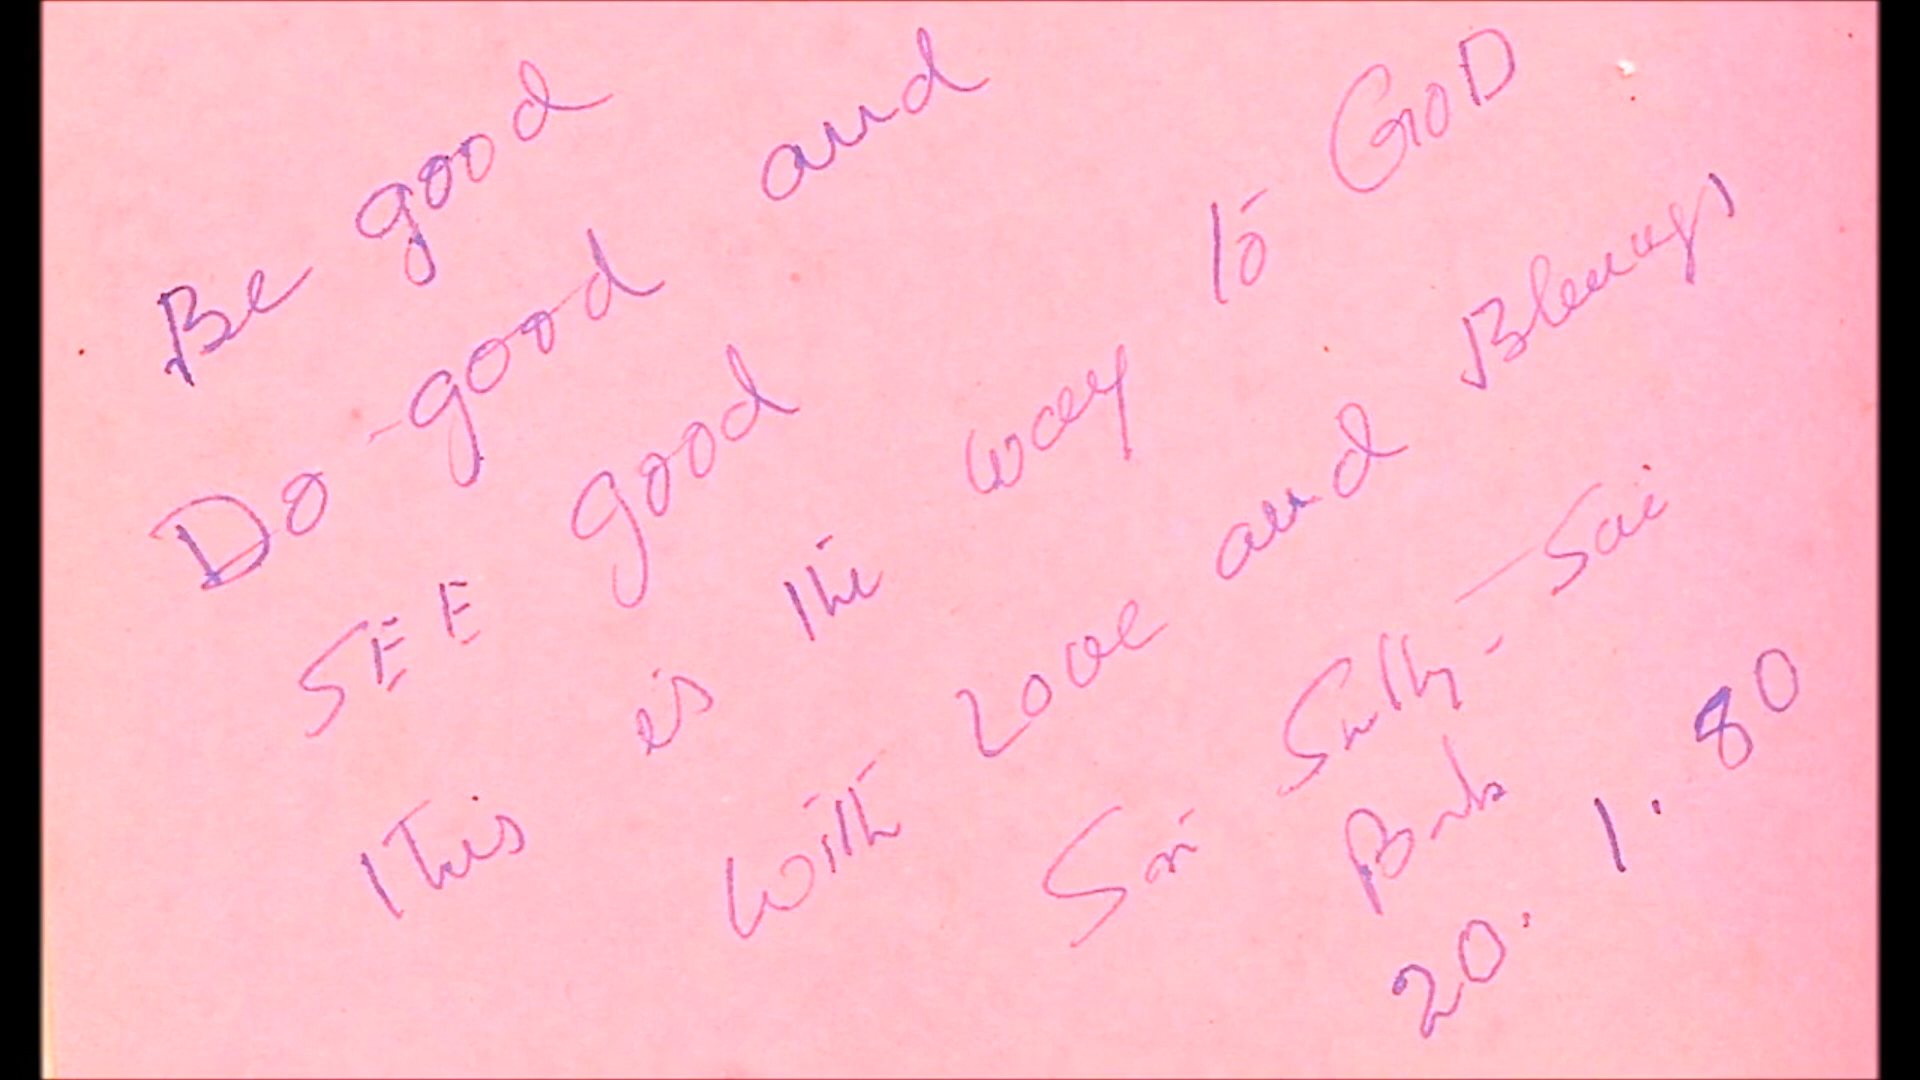 Be good
Do-good and
SEE good
This is the way to GOD
with Love and Blessings
Sri Sathya-Sai
Baba
20.1.80